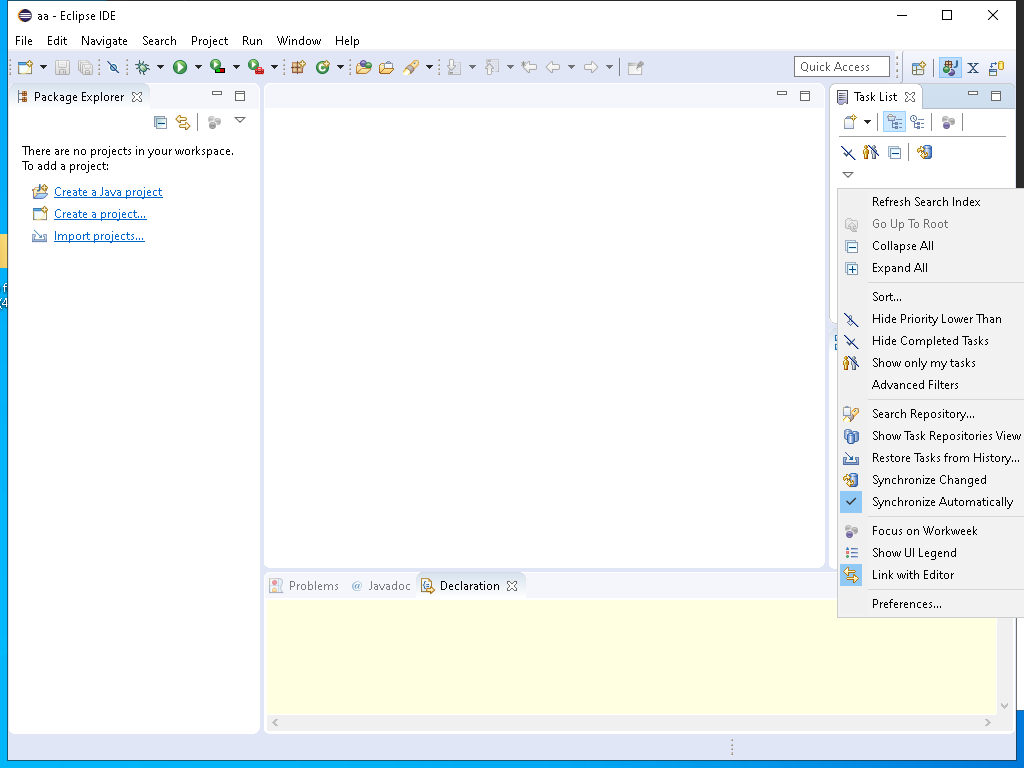 aa - Eclipse IDE
File Edit Navigate Search Project Run Window Help
Quick Access
Package Explorer
Task List
There are no projects in your workspace.
To add a project:
Create a Java project
Create a project...
Import projects...
Refresh Search Index
Go Up To Root
Collapse All
Expand All
Sort...
Hide Priority Lower Than
Hide Completed Tasks
Show only my tasks
Advanced Filters
Search Repository...
Show Task Repositories View
Restore Tasks from History...
Synchronize Changed
Synchronize Automatically
Focus on Workweek
Show UI Legend
Link with Editor
Preferences...
Problems @ Javadoc Declaration